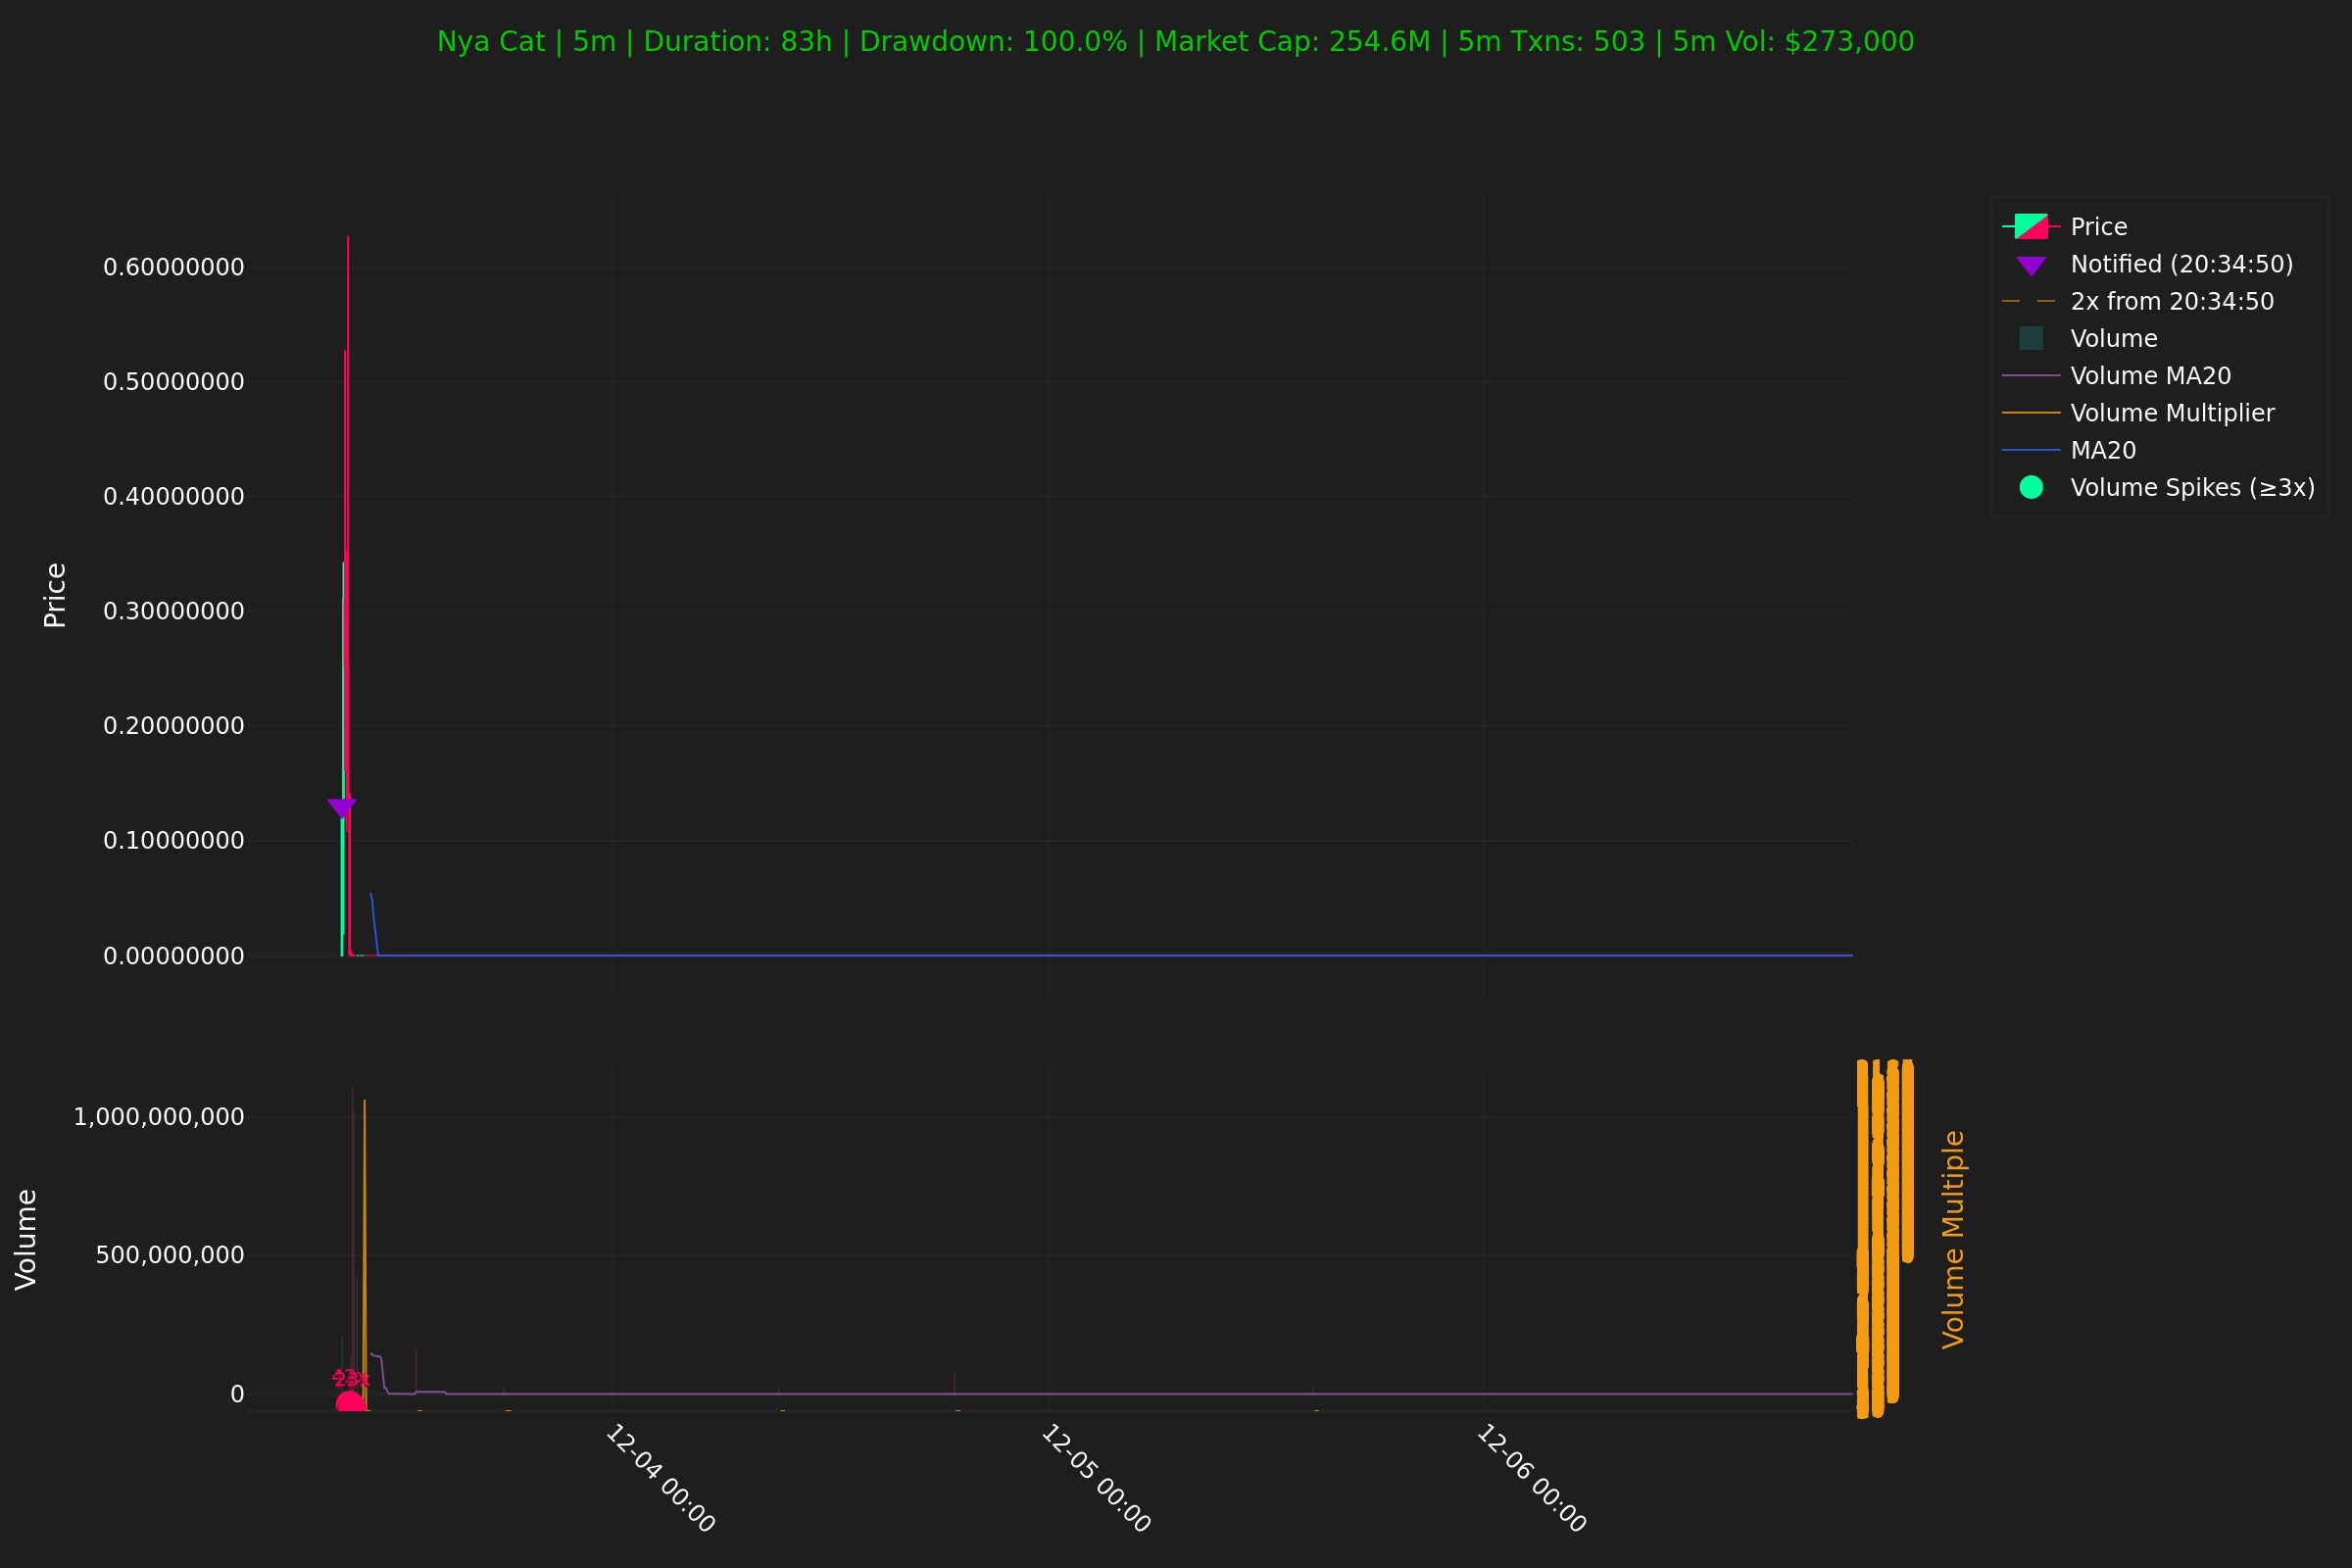 Nya Cat | 5m | Duration: 83h | Drawdown: 100.0% | Market Cap: 254.6M | 5m Txns: 503 | 5m Vol: $273,000
Price
0.60000000
0.50000000
0.40000000
0.30000000
0.20000000
0.10000000
0.00000000
Price
Notified (20:34:50)
2x from 20:34:50
Volume
Volume MA20
Volume Multiplier
MA20
Volume Spikes (≥3x)
Volume
1,000,000,000
500,000,000
0
Volume Multiple
12-04 00:00
12-05 00:00
12-06 00:00